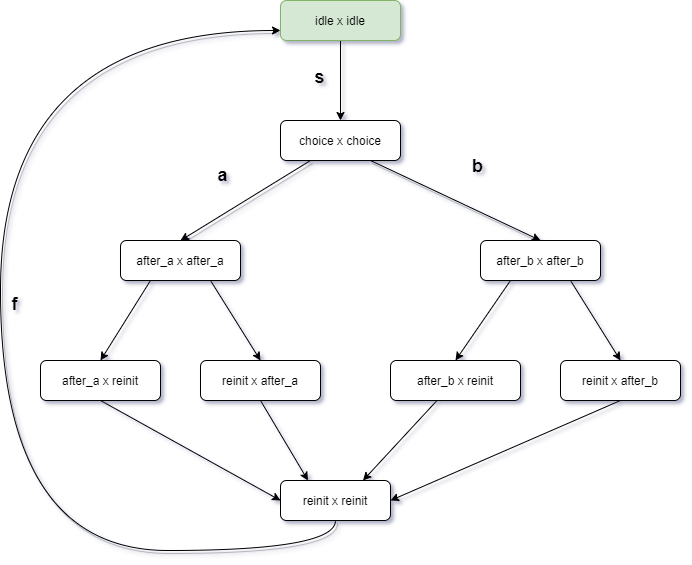 idle x idle
s
choice x choice
a
b
after_a x after_a
after_b x after_b
f
after_a x reinit
reinit x after_a
after_b x reinit
reinit x after_b
reinit x reinit